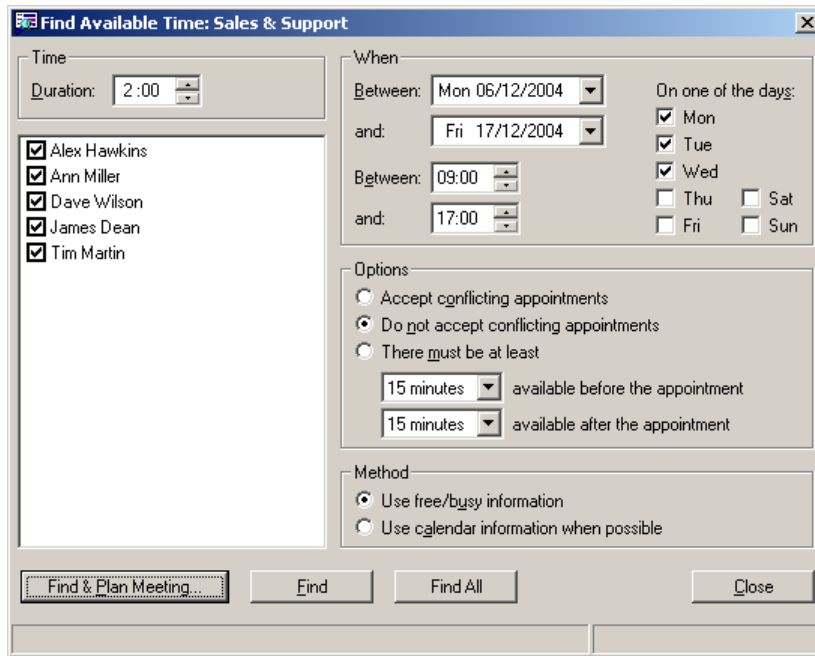 Find Available Time: Sales & Support
Time
Duration: 2:00
Alex Hawkins
Ann Miller
Dave Wilson
James Dean
Tim Martin
When
Between: Mon 06/12/2004
and: Fri 17/12/2004
Between: 09:00
and: 17:00
On one of the days:
Mon
Tue
Wed
Thu Sat
Fri Sun
Options
Accept conflicting appointments
Do not accept conflicting appointments
There must be at least
15 minutes available before the appointment
15 minutes available after the appointment
Method
Use free/busy information
Use calendar information when possible
Find & Plan Meeting... Find Find All Close